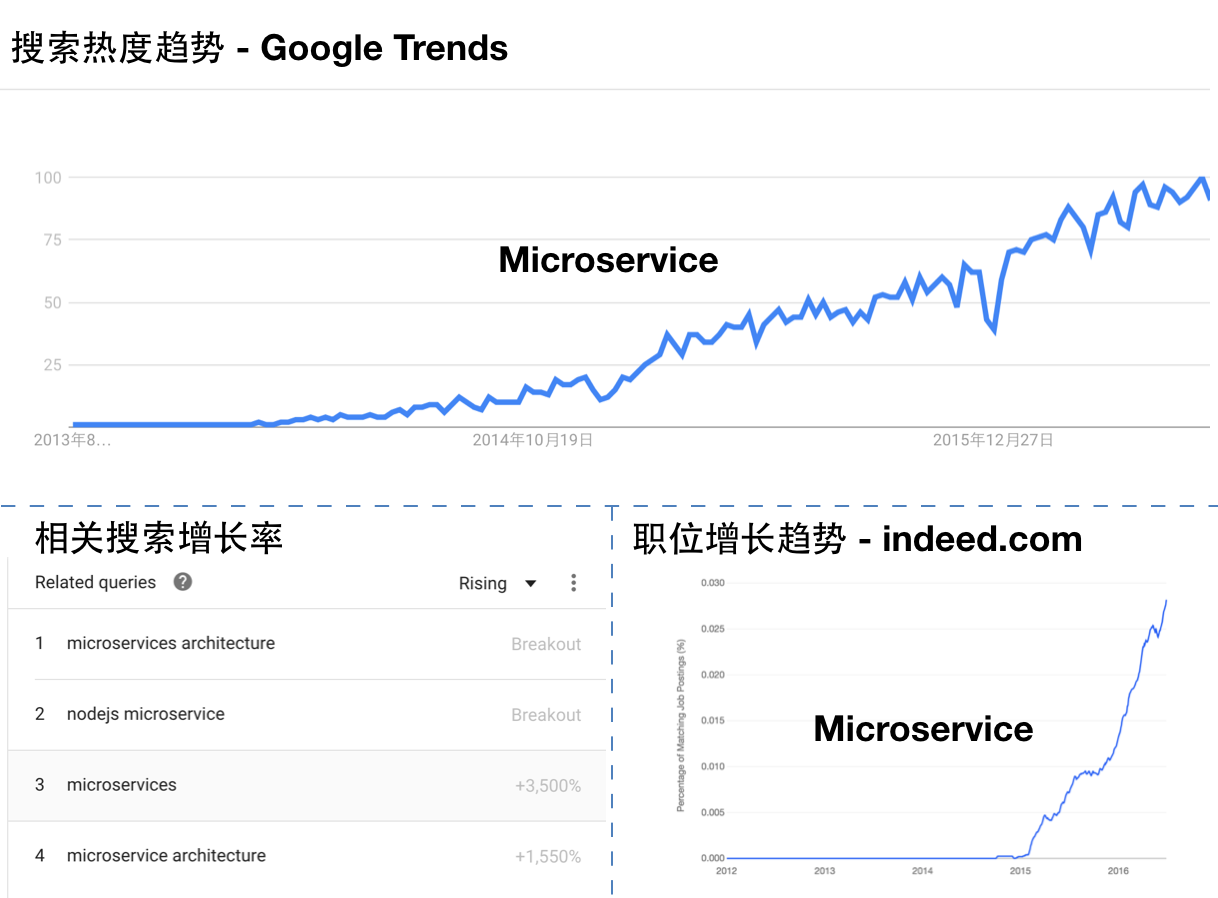 搜索热度趋势 - Google Trends
100
75
Microservice
50
25
2013年8...
2014年10月19日
2015年12月27日
相关搜索增长率
Related queries ?
Rising
1 microservices architecture Breakout
2 nodejs microservice Breakout
3 microservices +3,500%
4 microservice architecture +1,550%
职位增长趋势 - indeed.com
Percentage of Matching Job Postings (%)
0.030
0.025
0.020
0.015
Microservice
0.010
0.005
0.000
2012 2013 2014 2015 2016